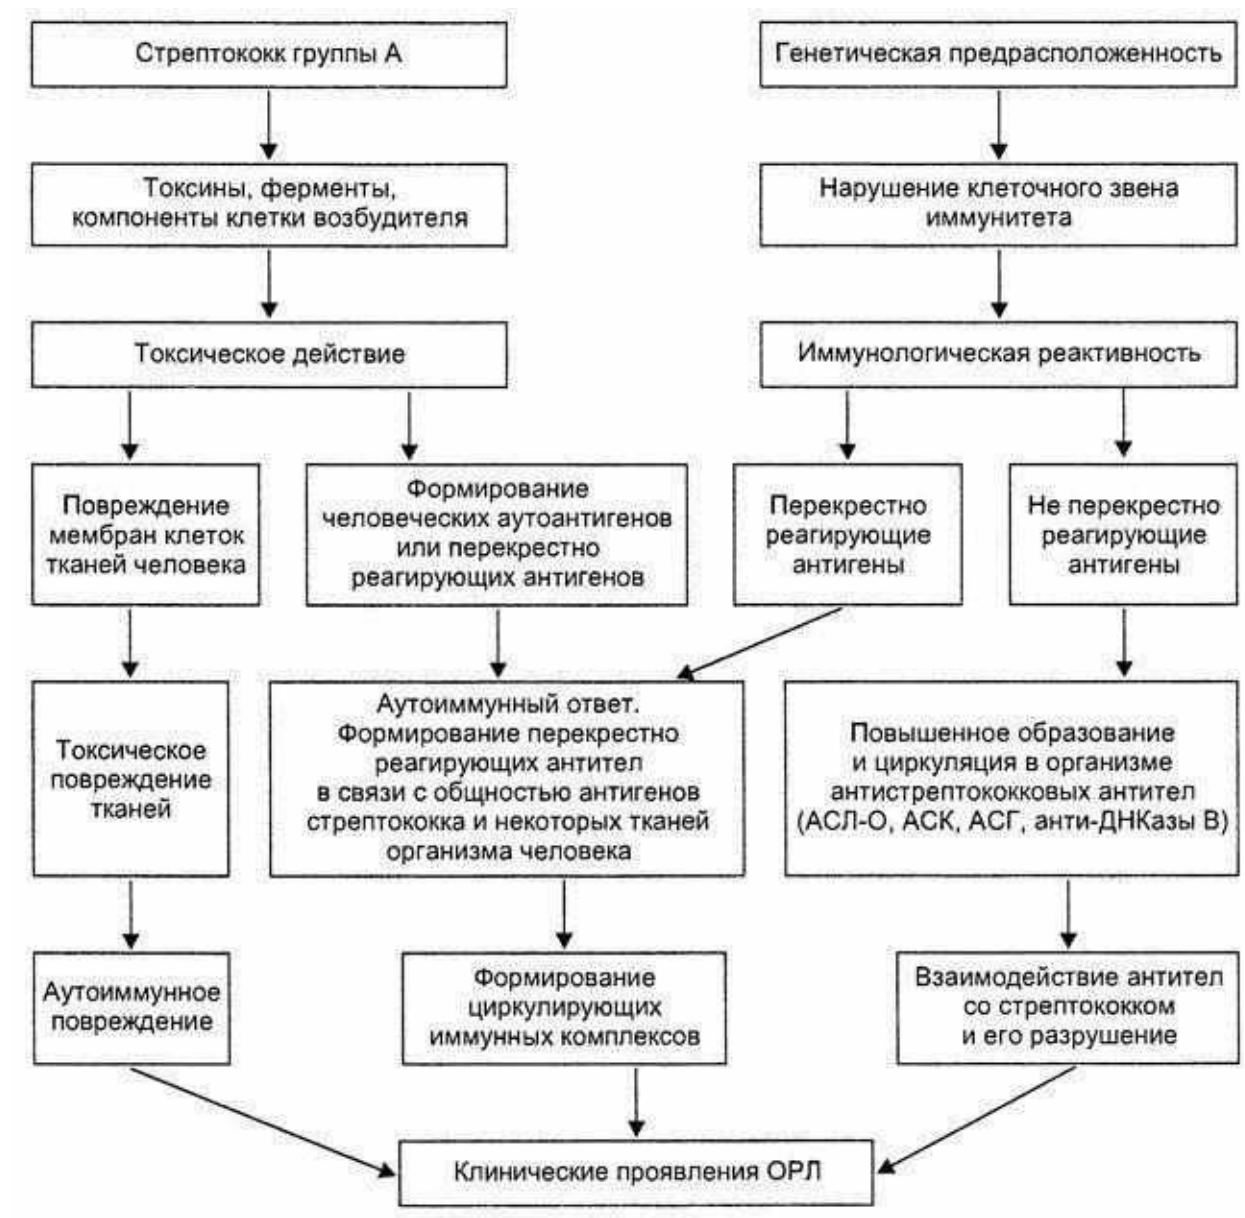 Стрептококк группы А
Генетическая предрасположенность
Токсины, ферменты,
компоненты клетки возбудителя
Нарушение клеточного звена
иммунитета
Токсическое действие
Иммунологическая реактивность
Повреждение
мембран клеток
тканей человека
Формирование
человеческих аутоантигенов
или перекрестно
реагирующих антигенов
Перекрестно
реагирующие
антигены
Не перекрестно
реагирующие
антигены
Токсическое
повреждение
тканей
Аутоиммунный ответ.
Формирование перекрестно
реагирующих антител
в связи с общностью антигенов
стрептококка и некоторых тканей
организма человека
Повышенное образование
и циркуляция в организме
антистрептококковых антител
(АСЛ-О, АСК, АСГ, анти-ДНКазы В)
Аутоиммунное
повреждение
Формирование
циркулирующих
иммунных комплексов
Взаимодействие антител
со стрептококком
и его разрушение
Клинические проявления ОРЛ